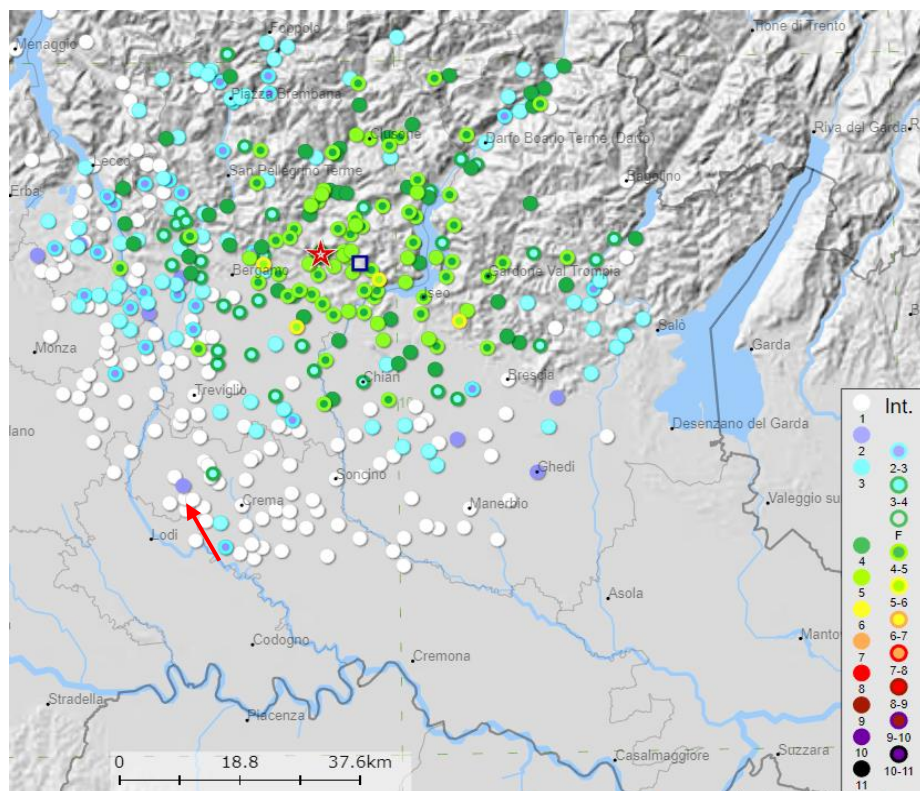 Foppolo
Tione di Trento
Menaggio
Piazza Brembana
Clusone
Darfo Boario Terme (Darfo)
Riva del Garda
Lecco
San Pellegrino Terme
Erba
Bagolino
Bergamo
Gardone Val Trompia
Iseo
Salò
Monza
Garda
Chiari
Brescia
Treviglio
Desenzano del Garda
Soncino
Ghedi
Crema
Manerbio
Valeggio su
Lodi
Asola
Codogno
Manto
Cremona
Stradella
Piacenza
Casalmaggiore
Suzzara
0 18.8 37.6km
Int.
1
2 2-3
3 3-4
F
4 4-5
5 5-6
6 6-7
7 7-8
8 8-9
9 9-10
10 10-11
11